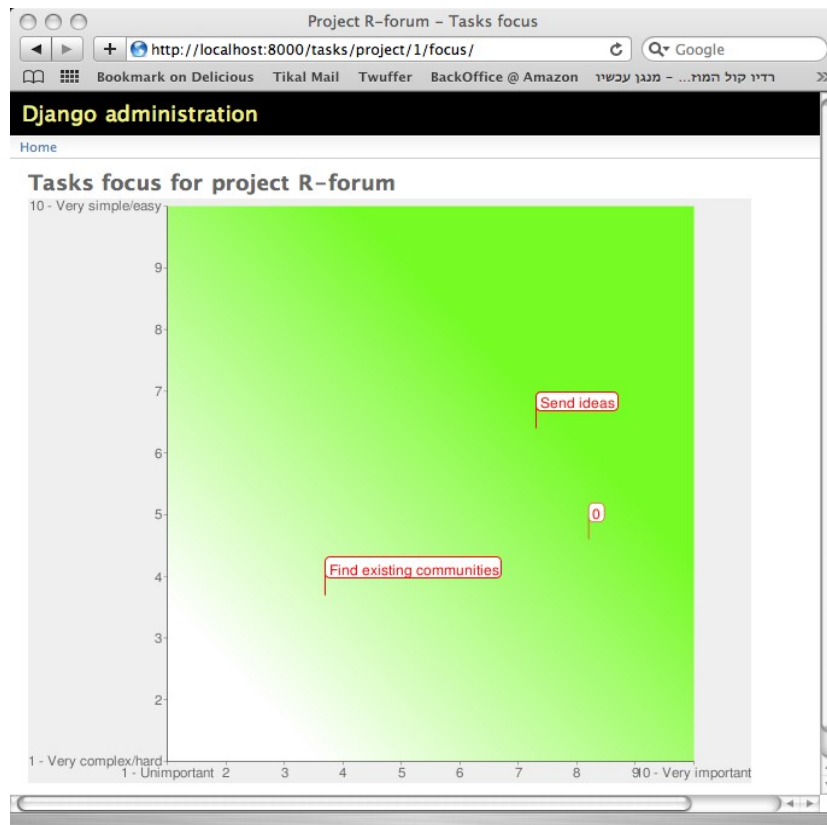 Project R-forum – Tasks focus
http://localhost:8000/tasks/project/1/focus/
Google
Bookmark on Delicious Tikal Mail Twuffer BackOffice @ Amazon רדיו קול המוז... – מנגן עכשיו
Django administration
Home
Tasks focus for project R-forum
10 - Very simple/easy
9
8
7
Send ideas
6
5
0
Find existing communities
4
3
2
1 - Very complex/hard
1 - Unimportant 2 3 4 5 6 7 8 9 10 - Very important